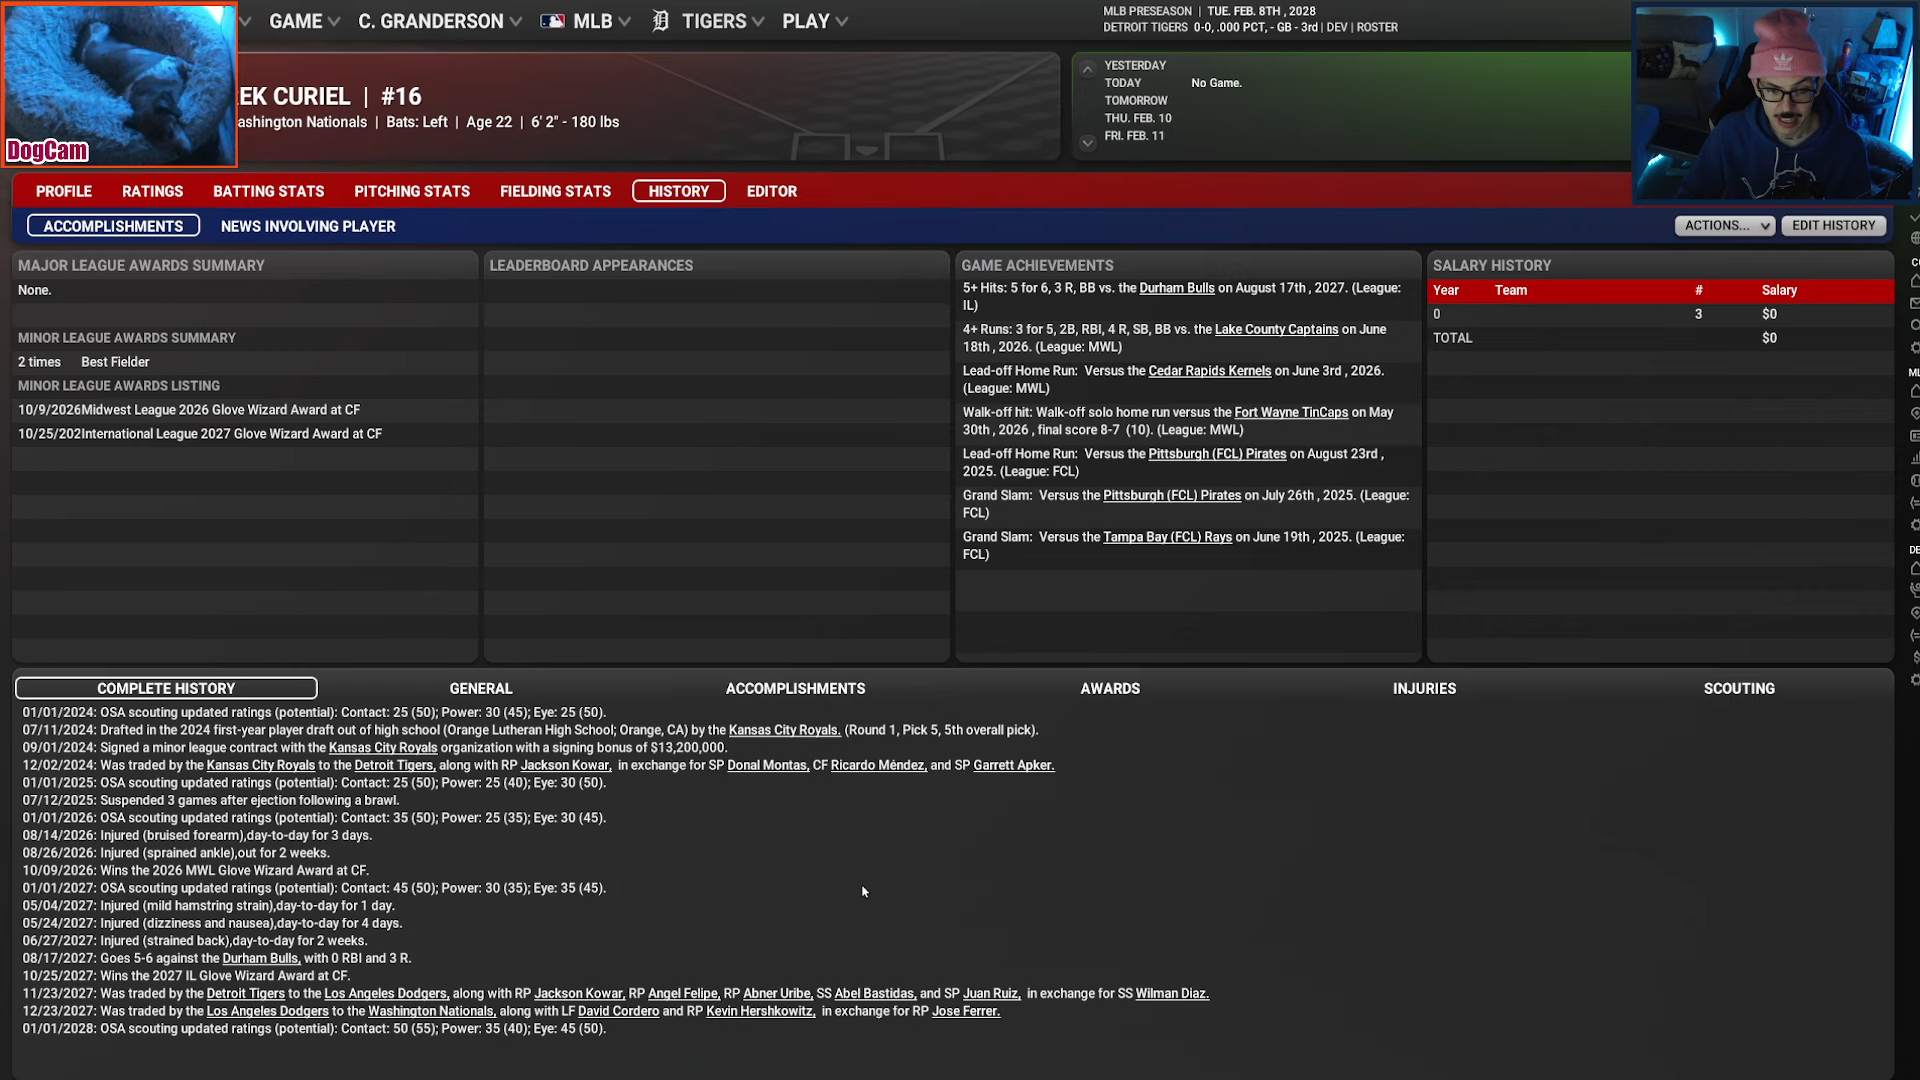 GAME
C. GRANDERSON
MLB
TIGERS
PLAY
MLB PRESEASON | TUE. FEB. 8TH , 2028
DETROIT TIGERS 0-0, .000 PCT, - GB - 3rd | DEV | ROSTER
DogCam
EK CURIEL | #16
ashington Nationals | Bats: Left | Age 22 | 6' 2" - 180 lbs
YESTERDAY
TODAY No Game.
TOMORROW
THU. FEB. 10
FRI. FEB. 11
PROFILE RATINGS BATTING STATS PITCHING STATS FIELDING STATS HISTORY EDITOR
ACCOMPLISHMENTS NEWS INVOLVING PLAYER ACTIONS... EDIT HISTORY
MAJOR LEAGUE AWARDS SUMMARY
None.
MINOR LEAGUE AWARDS SUMMARY
2 times Best Fielder
MINOR LEAGUE AWARDS LISTING
10/9/2026Midwest League 2026 Glove Wizard Award at CF
10/25/202International League 2027 Glove Wizard Award at CF
LEADERBOARD APPEARANCES
GAME ACHIEVEMENTS
5+ Hits: 5 for 6, 3 R, BB vs. the Durham Bulls on August 17th , 2027. (League:
IL)
4+ Runs: 3 for 5, 2B, RBI, 4 R, SB, BB vs. the Lake County Captains on June
18th , 2026. (League: MWL)
Lead-off Home Run: Versus the Cedar Rapids Kernels on June 3rd , 2026.
(League: MWL)
Walk-off hit: Walk-off solo home run versus the Fort Wayne TinCaps on May
30th , 2026 , final score 8-7 (10). (League: MWL)
Lead-off Home Run: Versus the Pittsburgh (FCL) Pirates on August 23rd ,
2025. (League: FCL)
Grand Slam: Versus the Pittsburgh (FCL) Pirates on July 26th , 2025. (League:
FCL)
Grand Slam: Versus the Tampa Bay (FCL) Rays on June 19th , 2025. (League:
FCL)
SALARY HISTORY
Year Team # Salary
0 3 $0
TOTAL $0
COMPLETE HISTORY GENERAL ACCOMPLISHMENTS AWARDS INJURIES SCOUTING
01/01/2024: OSA scouting updated ratings (potential): Contact: 25 (50); Power: 30 (45); Eye: 25 (50).
07/11/2024: Drafted in the 2024 first-year player draft out of high school (Orange Lutheran High School; Orange, CA) by the Kansas City Royals. (Round 1, Pick 5, 5th overall pick).
09/01/2024: Signed a minor league contract with the Kansas City Royals organization with a signing bonus of $13,200,000.
12/02/2024: Was traded by the Kansas City Royals to the Detroit Tigers, along with RP Jackson Kowar, in exchange for SP Donal Montas, CF Ricardo Méndez, and SP Garrett Apker.
01/01/2025: OSA scouting updated ratings (potential): Contact: 25 (50); Power: 25 (40); Eye: 30 (50).
07/12/2025: Suspended 3 games after ejection following a brawl.
01/01/2026: OSA scouting updated ratings (potential): Contact: 35 (50); Power: 25 (35); Eye: 30 (45).
08/14/2026: Injured (bruised forearm),day-to-day for 3 days.
08/26/2026: Injured (sprained ankle),out for 2 weeks.
10/09/2026: Wins the 2026 MWL Glove Wizard Award at CF.
01/01/2027: OSA scouting updated ratings (potential): Contact: 45 (50); Power: 30 (35); Eye: 35 (45).
05/04/2027: Injured (mild hamstring strain),day-to-day for 1 day.
05/24/2027: Injured (dizziness and nausea),day-to-day for 4 days.
06/27/2027: Injured (strained back),day-to-day for 2 weeks.
08/17/2027: Goes 5-6 against the Durham Bulls, with 0 RBI and 3 R.
10/25/2027: Wins the 2027 IL Glove Wizard Award at CF.
11/23/2027: Was traded by the Detroit Tigers to the Los Angeles Dodgers, along with RP Jackson Kowar, RP Angel Felipe, RP Abner Uribe, SS Abel Bastidas, and SP Juan Ruiz, in exchange for SS Wilman Diaz.
12/23/2027: Was traded by the Los Angeles Dodgers to the Washington Nationals, along with LF David Cordero and RP Kevin Hershkowitz, in exchange for RP Jose Ferrer.
01/01/2028: OSA scouting updated ratings (potential): Contact: 50 (55); Power: 35 (40); Eye: 45 (50).